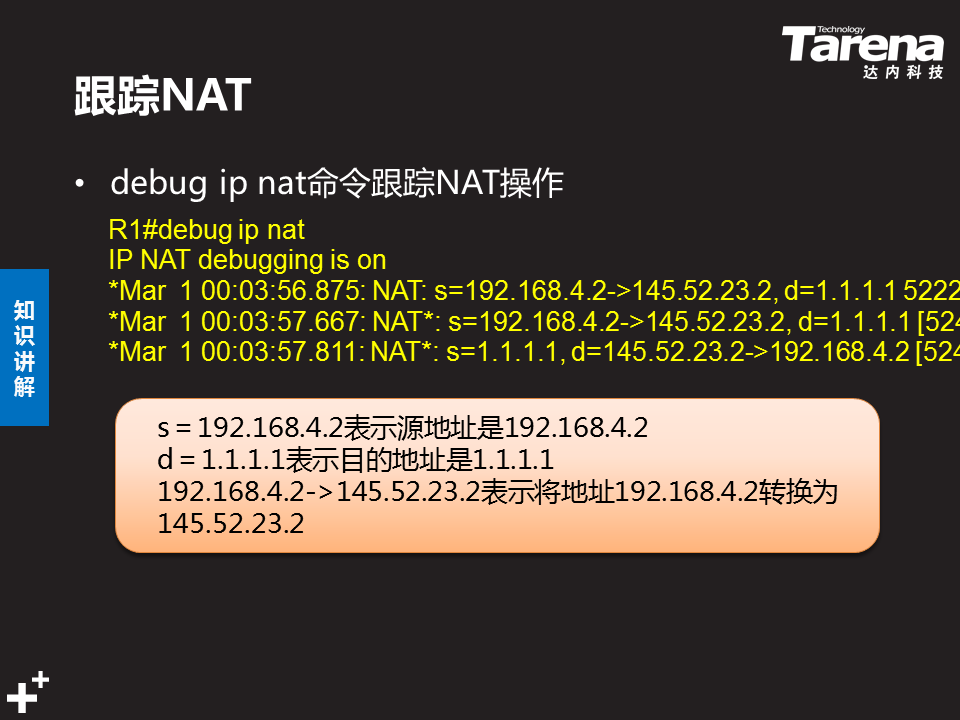 Technology
Tarena
达内科技
跟踪NAT
• debug ip nat命令跟踪NAT操作
R1#debug ip nat
IP NAT debugging is on
*Mar 1 00:03:56.875: NAT: s=192.168.4.2->145.52.23.2, d=1.1.1.1 5222
*Mar 1 00:03:57.667: NAT*: s=192.168.4.2->145.52.23.2, d=1.1.1.1 [524
*Mar 1 00:03:57.811: NAT*: s=1.1.1.1, d=145.52.23.2->192.168.4.2 [524
知
识
讲
解
s＝192.168.4.2表示源地址是192.168.4.2
d＝1.1.1.1表示目的地址是1.1.1.1
192.168.4.2->145.52.23.2表示将地址192.168.4.2转换为
145.52.23.2